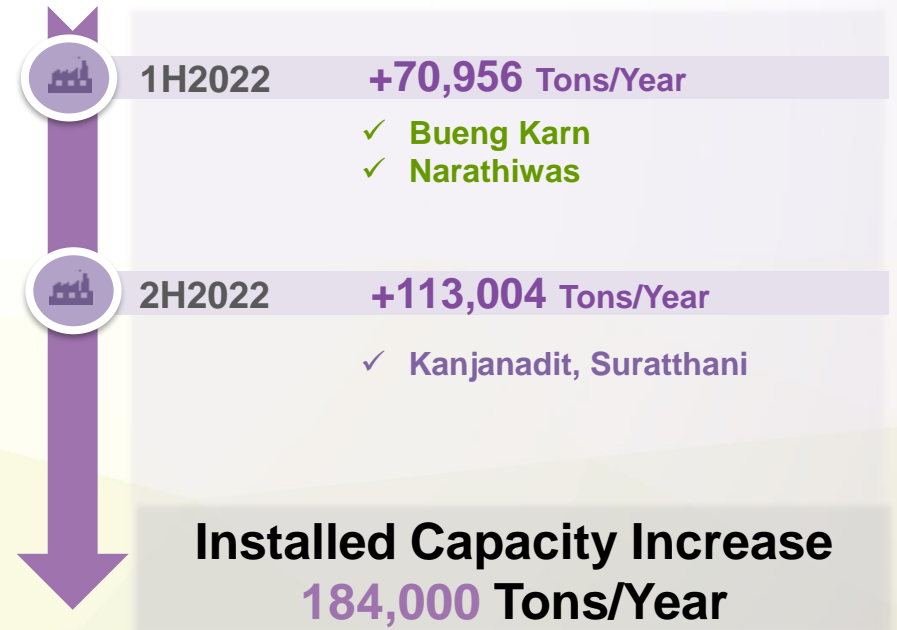 1H2022 +70,956 Tons/Year
✓ Bueng Karn
✓ Narathiwas
2H2022 +113,004 Tons/Year
✓ Kanjanadit, Suratthani
Installed Capacity Increase
184,000 Tons/Year